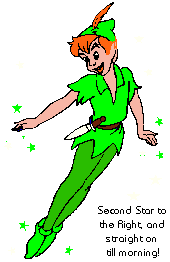 Second Star to
the Right, and
straight on
till morning!